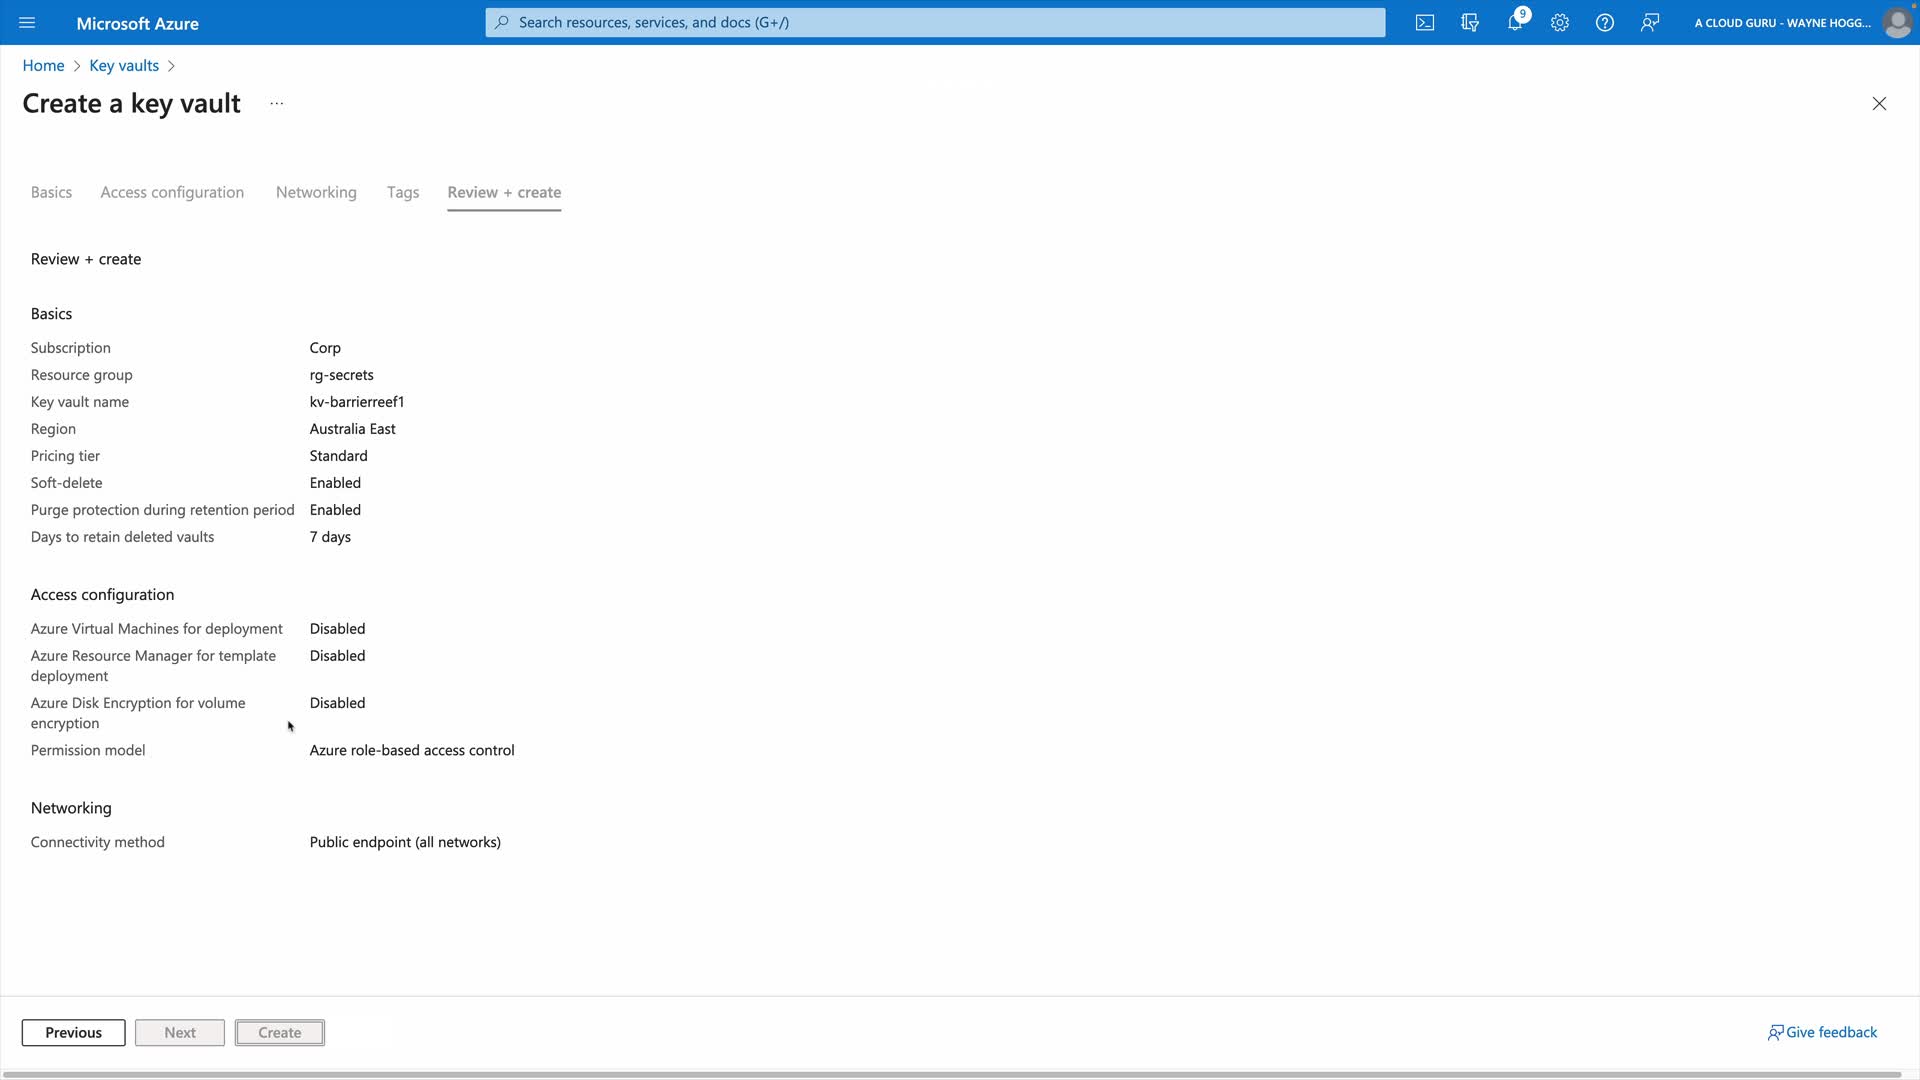 Microsoft Azure
Search resources, services, and docs (G+/)
9
A CLOUD GURU - WAYNE HOGG...
Home > Key vaults >
Create a key vault ...
Basics Access configuration Networking Tags Review + create
Review + create
Basics
Subscription Corp
Resource group rg-secrets
Key vault name kv-barrierreef1
Region Australia East
Pricing tier Standard
Soft-delete Enabled
Purge protection during retention period Enabled
Days to retain deleted vaults 7 days
Access configuration
Azure Virtual Machines for deployment Disabled
Azure Resource Manager for template Disabled
deployment
Azure Disk Encryption for volume Disabled
encryption
Permission model Azure role-based access control
Networking
Connectivity method Public endpoint (all networks)
Previous Next Create Give feedback